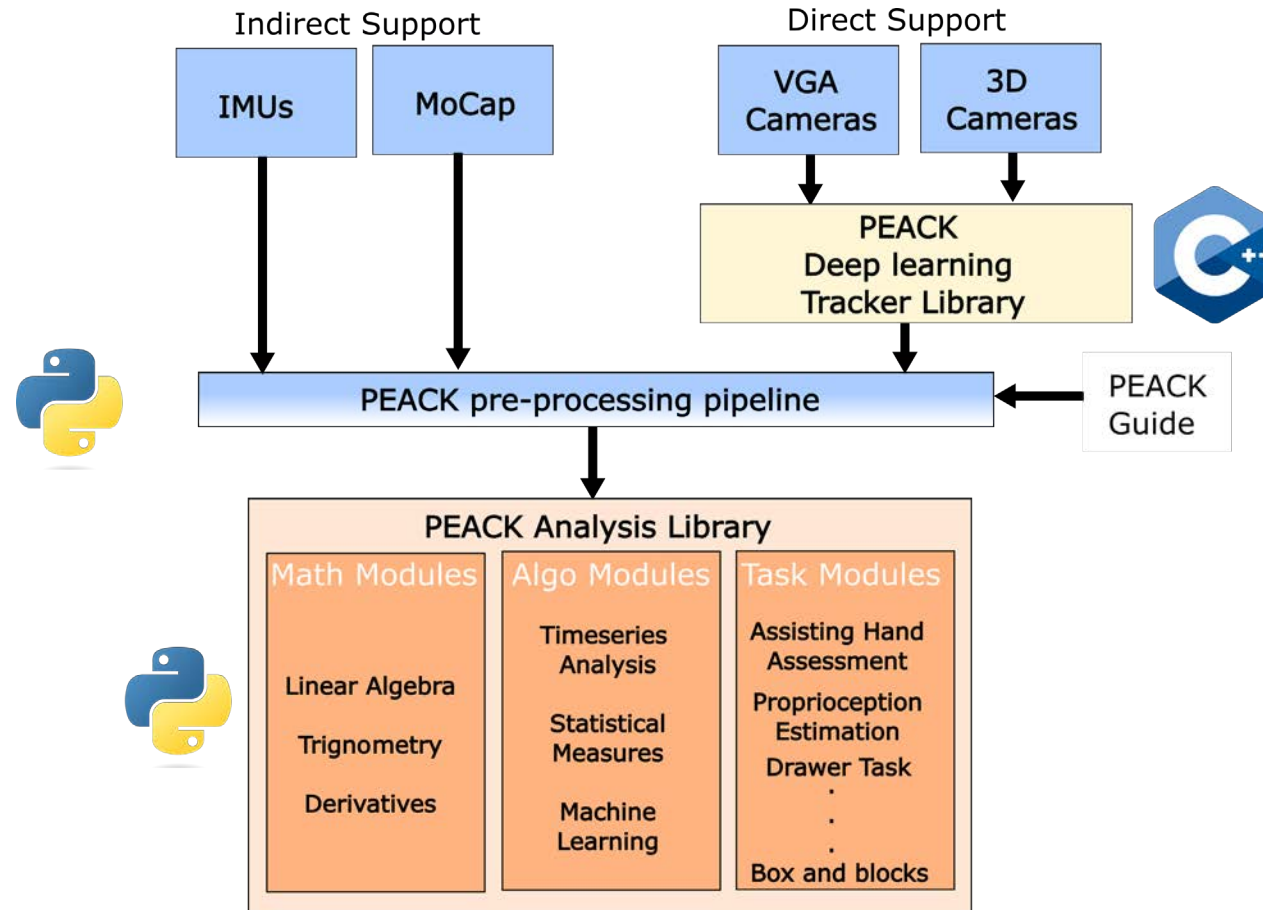 Indirect Support
Direct Support
IMUs
MoCap
VGA
Cameras
3D
Cameras
PEACK
Deep learning
Tracker Library
C++
PEACK pre-processing pipeline
PEACK
Guide
PEACK Analysis Library
Math Modules
Linear Algebra
Trignometry
Derivatives
Algo Modules
Timeseries
Analysis
Statistical
Measures
Machine
Learning
Task Modules
Assisting Hand
Assessment
Proprioception
Estimation
Drawer Task
.
.
.
Box and blocks